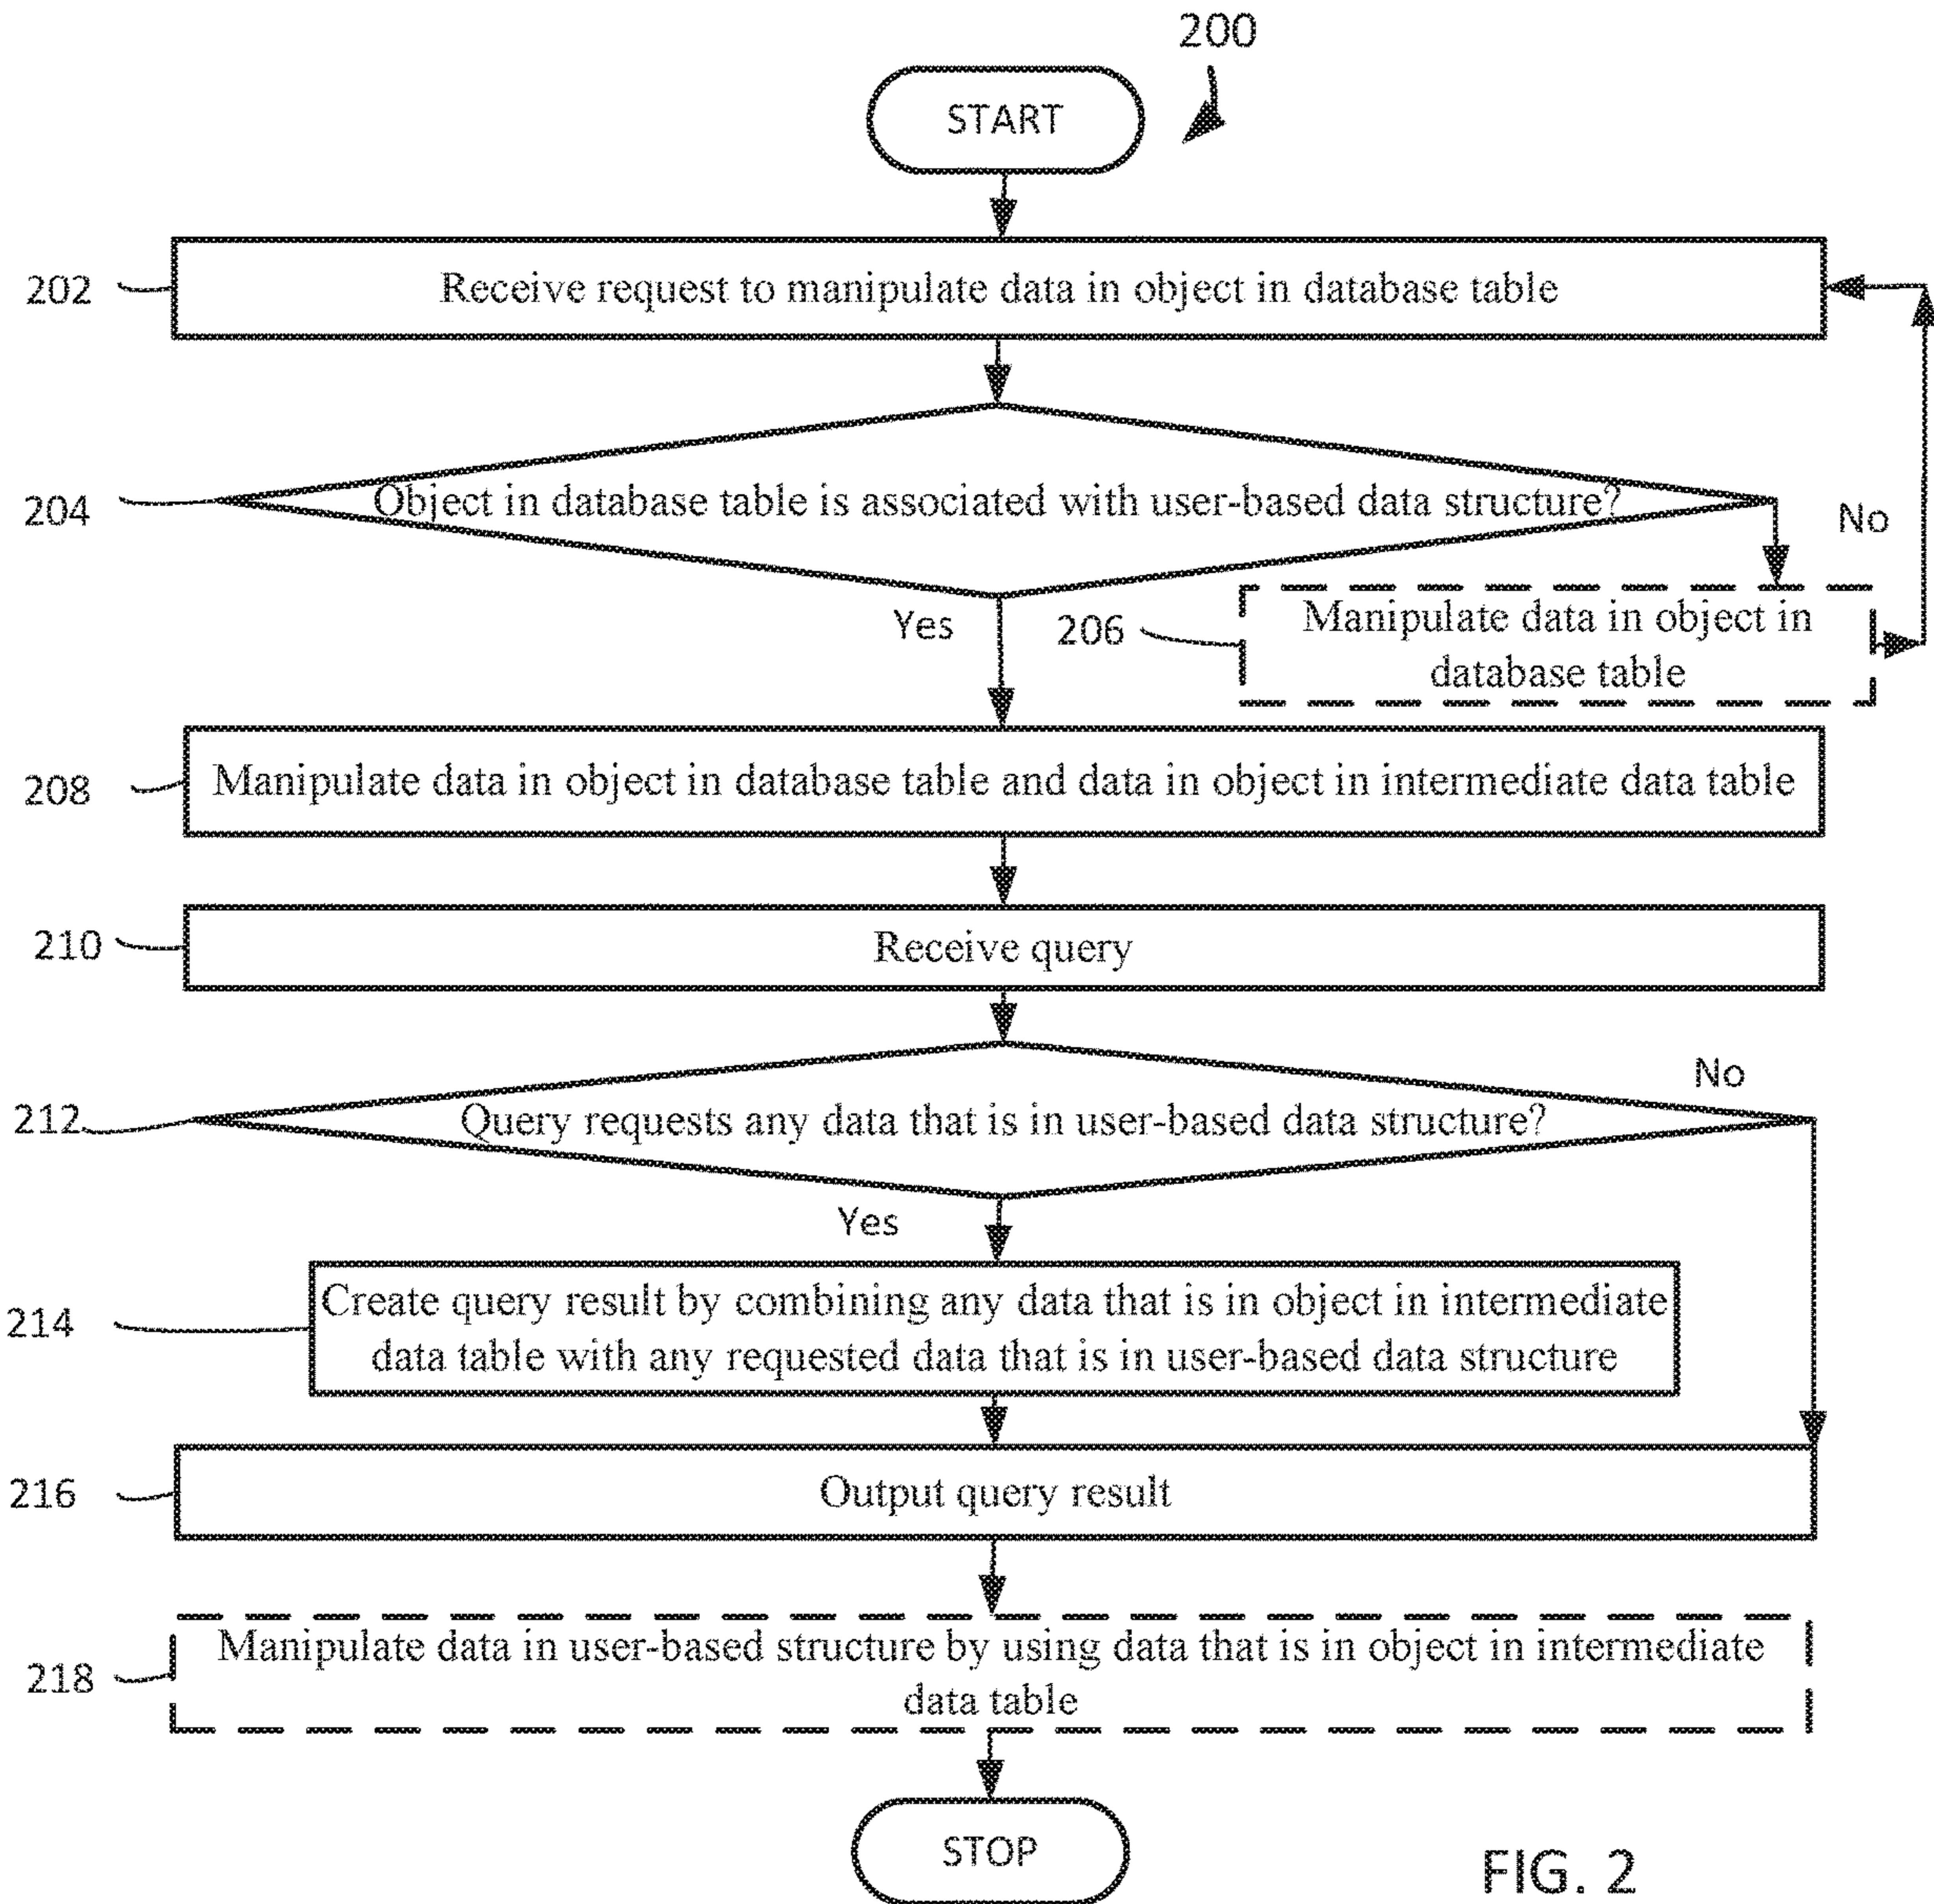 200
START
202
Receive request to manipulate data in object in database table
204
Object in database table is associated with user-based data structure?
No
Yes
206
Manipulate data in object in
database table
208
Manipulate data in object in database table and data in object in intermediate data table
210
Receive query
No
212
Query requests any data that is in user-based data structure?
Yes
214
Create query result by combining any data that is in object in intermediate
data table with any requested data that is in user-based data structure
216
Output query result
218
Manipulate data in user-based structure by using data that is in object in intermediate
data table
STOP
FIG. 2